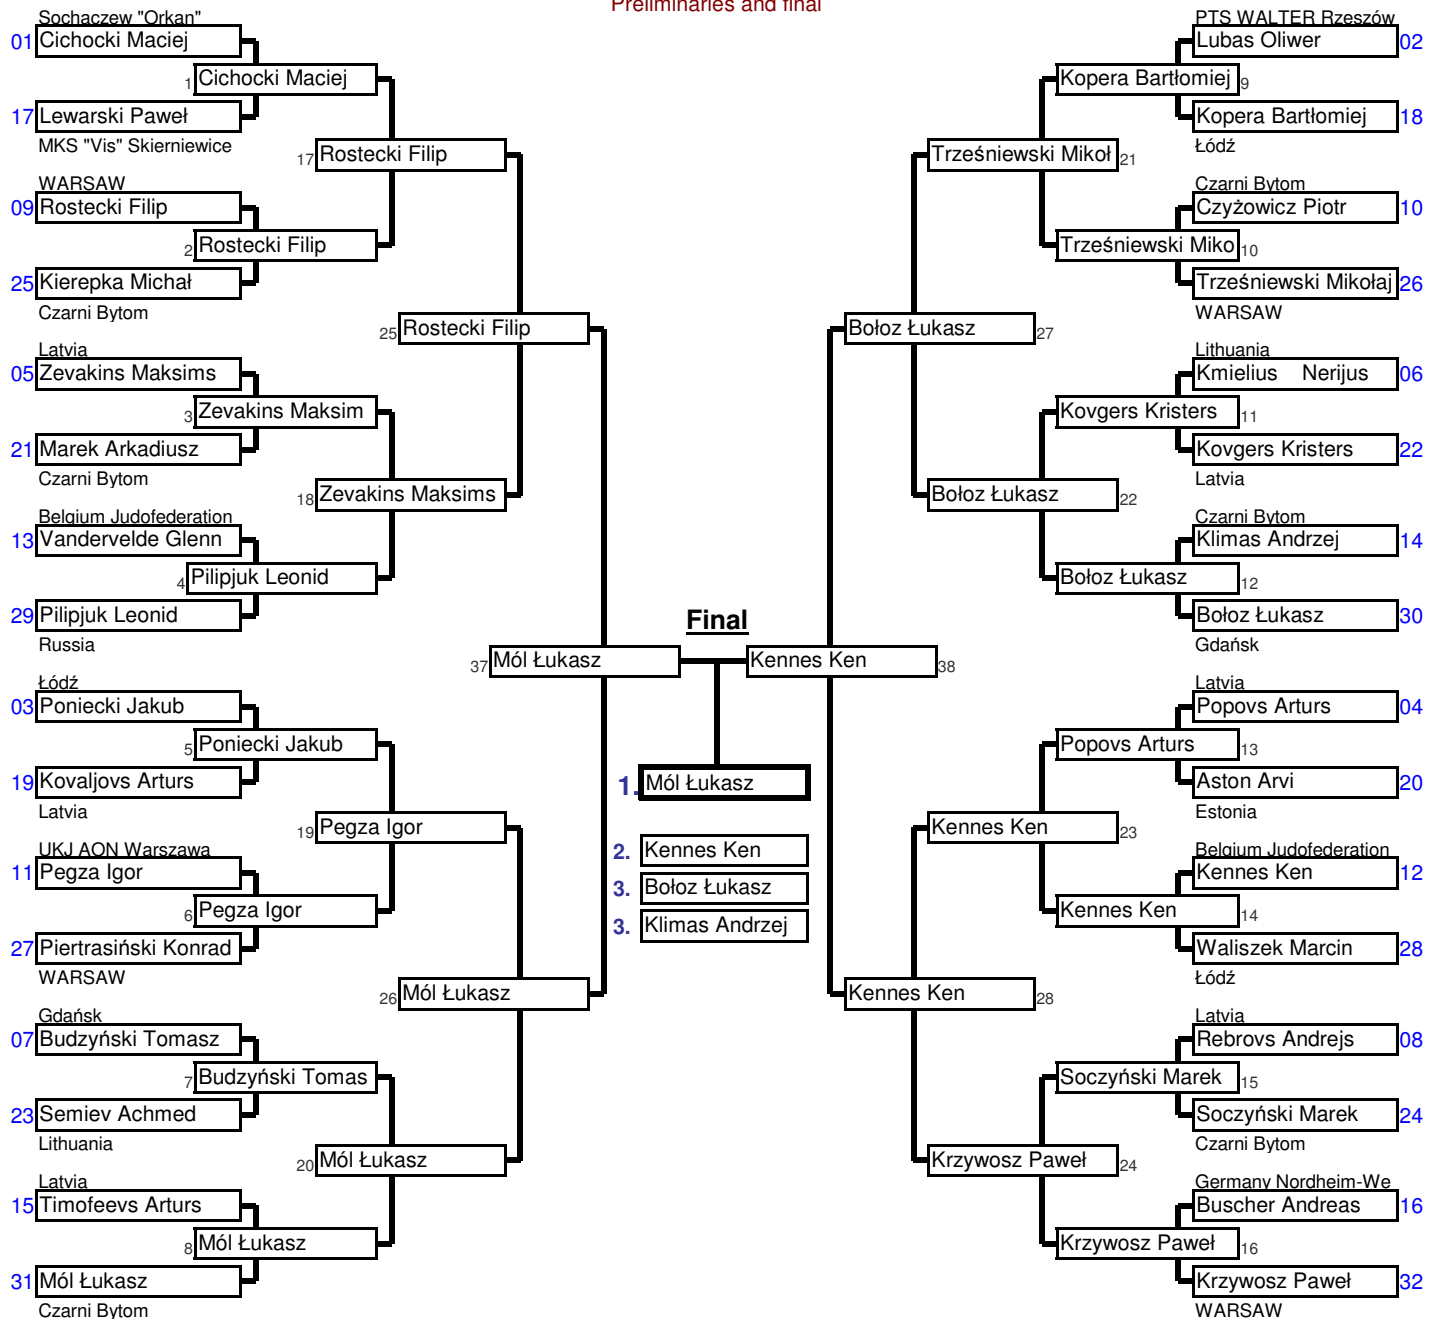 Preliminaries and final
Sochaczew "Orkan"
01 Cichocki Maciej
1 Cichocki Maciej
17 Lewarski Paweł
MKS "Vis" Skierniewice
17 Rostecki Filip
WARSAW
09 Rostecki Filip
2 Rostecki Filip
25 Kierepka Michał
Czarni Bytom
25 Rostecki Filip
Latvia
05 Zevakins Maksims
3 Zevakins Maksim
21 Marek Arkadiusz
Czarni Bytom
18 Zevakins Maksims
Belgium Judofederation
13 Vandervelde Glenn
4 Pilipjuk Leonid
29 Pilipjuk Leonid
Russia
37 Mól Łukasz
Łódź
03 Poniecki Jakub
5 Poniecki Jakub
19 Kovaljovs Arturs
Latvia
19 Pegza Igor
UKJ AON Warszawa
11 Pegza Igor
6 Pegza Igor
27 Piertrasiński Konrad
WARSAW
26 Mól Łukasz
Gdańsk
07 Budzyński Tomasz
7 Budzyński Tomas
23 Semiev Achmed
Lithuania
20 Mól Łukasz
Latvia
15 Timofeevs Arturs
8 Mól Łukasz
31 Mól Łukasz
Czarni Bytom
Final
1. Mól Łukasz
2. Kennes Ken
3. Bołoz Łukasz
3. Klimas Andrzej
PTS WALTER Rzeszów
Lubas Oliwer 02
Kopera Bartłomiej 9
Kopera Bartłomiej 18
Łódź
Trześniewski Mikoł 21
Czarni Bytom
Czyżowicz Piotr 10
Trześniewski Miko 10
Trześniewski Mikołaj 26
WARSAW
Bołoz Łukasz 27
Lithuania
Kmielius Nerijus 06
Kovgers Kristers 11
Kovgers Kristers 22
Latvia
Bołoz Łukasz 22
Czarni Bytom
Klimas Andrzej 14
Bołoz Łukasz 12
Bołoz Łukasz 30
Gdańsk
Kennes Ken 38
Latvia
Popovs Arturs 04
Popovs Arturs 13
Aston Arvi 20
Estonia
Kennes Ken 23
Belgium Judofederation
Kennes Ken 12
Kennes Ken 14
Waliszek Marcin 28
Łódź
Kennes Ken 28
Latvia
Rebrovs Andrejs 08
Soczyński Marek 15
Soczyński Marek 24
Czarni Bytom
Krzywosz Paweł 24
Germany Nordheim-We
Buscher Andreas 16
Krzywosz Paweł 16
Krzywosz Paweł 32
WARSAW